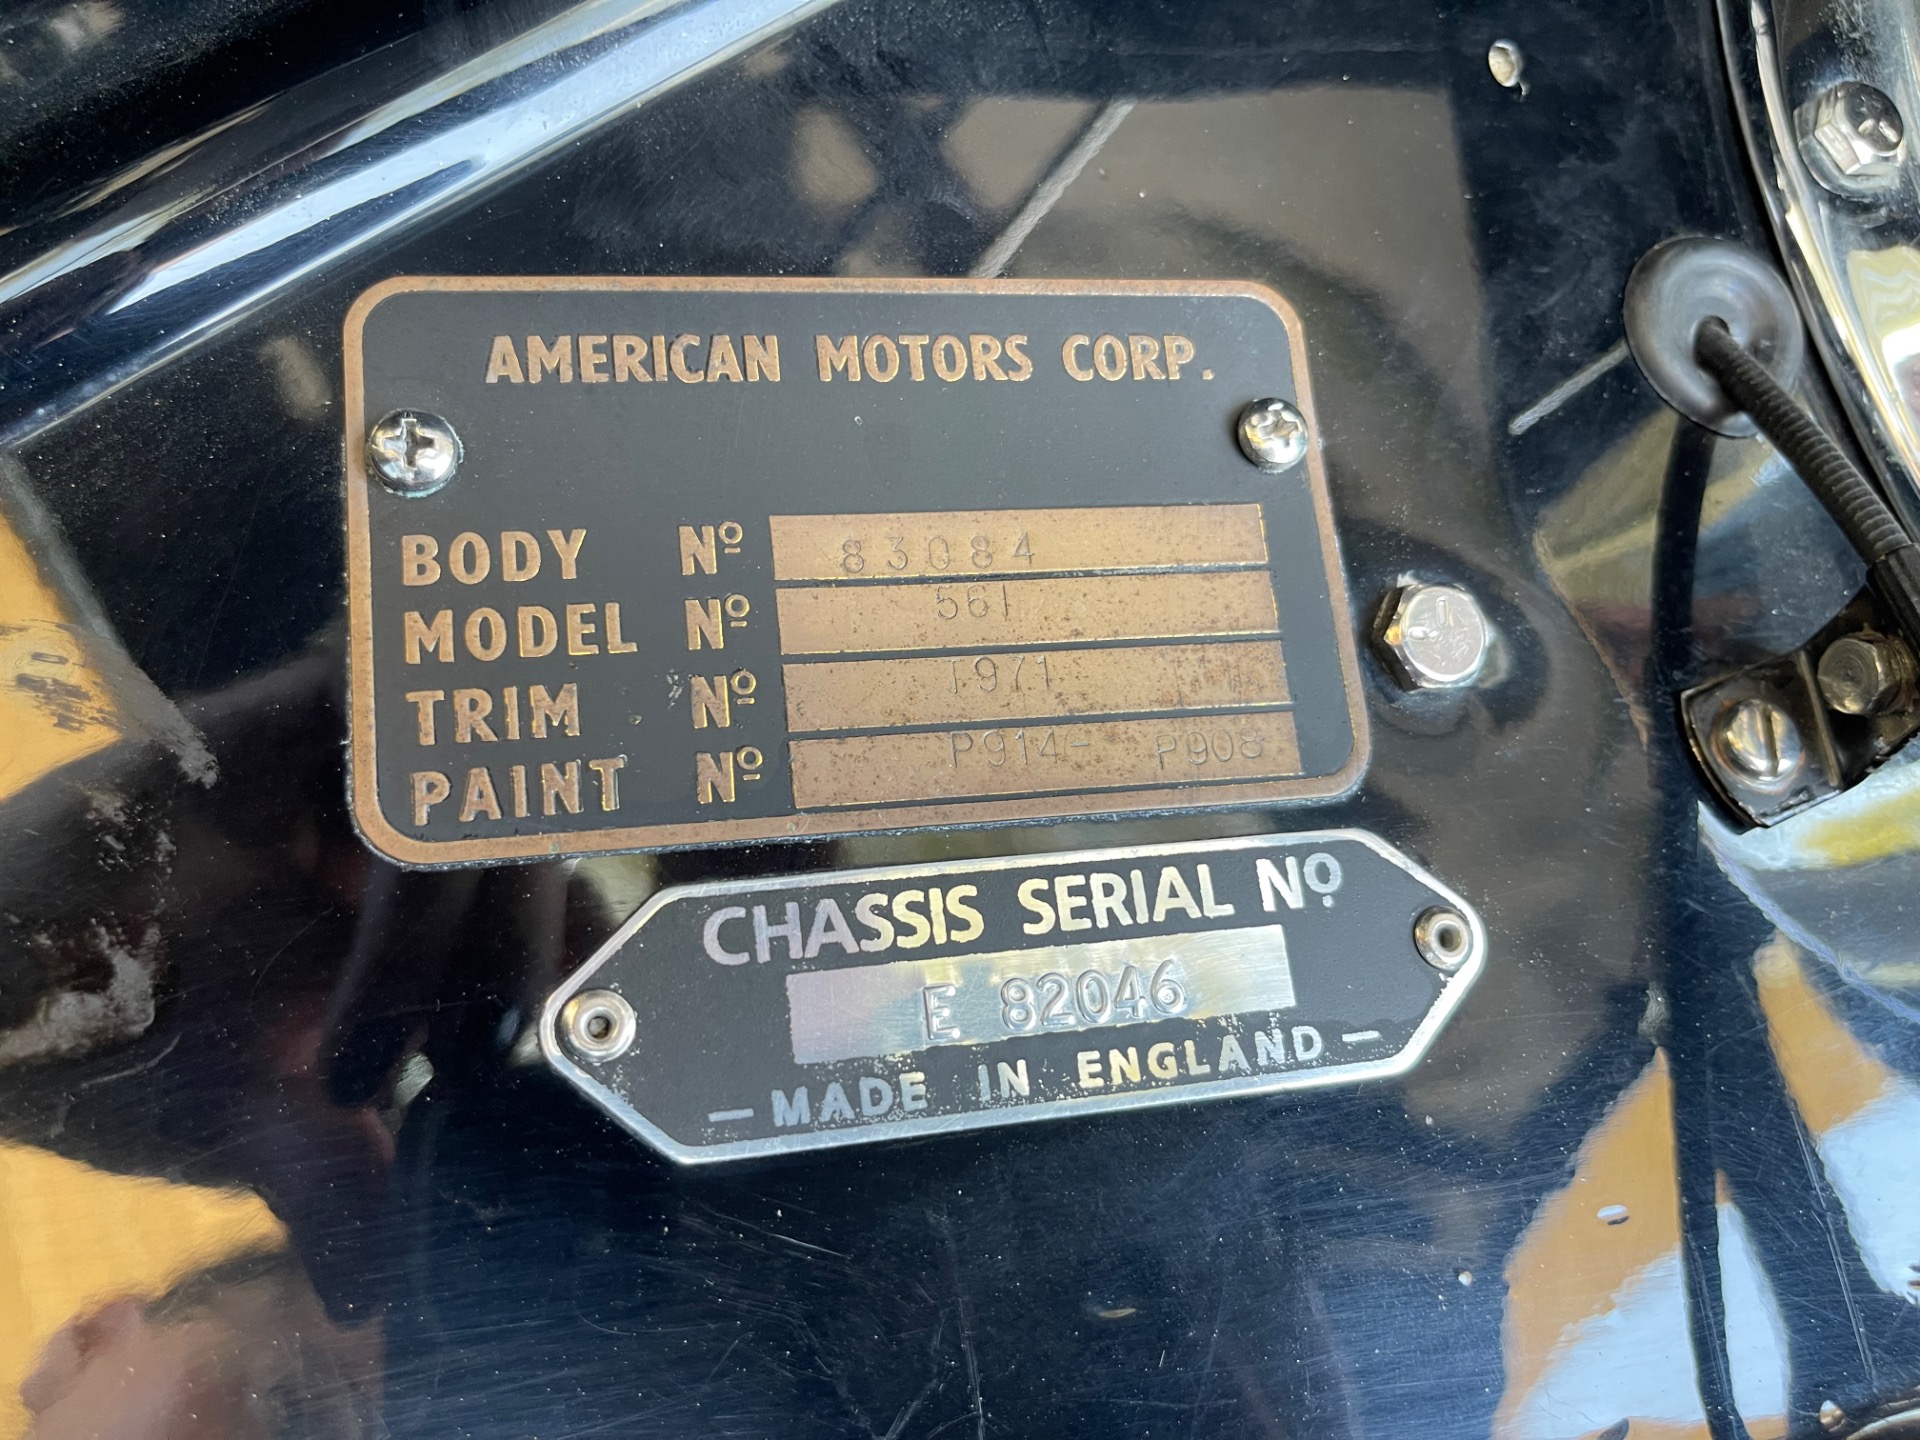 AMERICAN MOTORS CORP.
BODY Nº 83084
MODEL Nº 561
TRIM Nº T971
PAINT Nº P914- P908
CHASSIS SERIAL Nº
E 82046
— MADE IN ENGLAND —